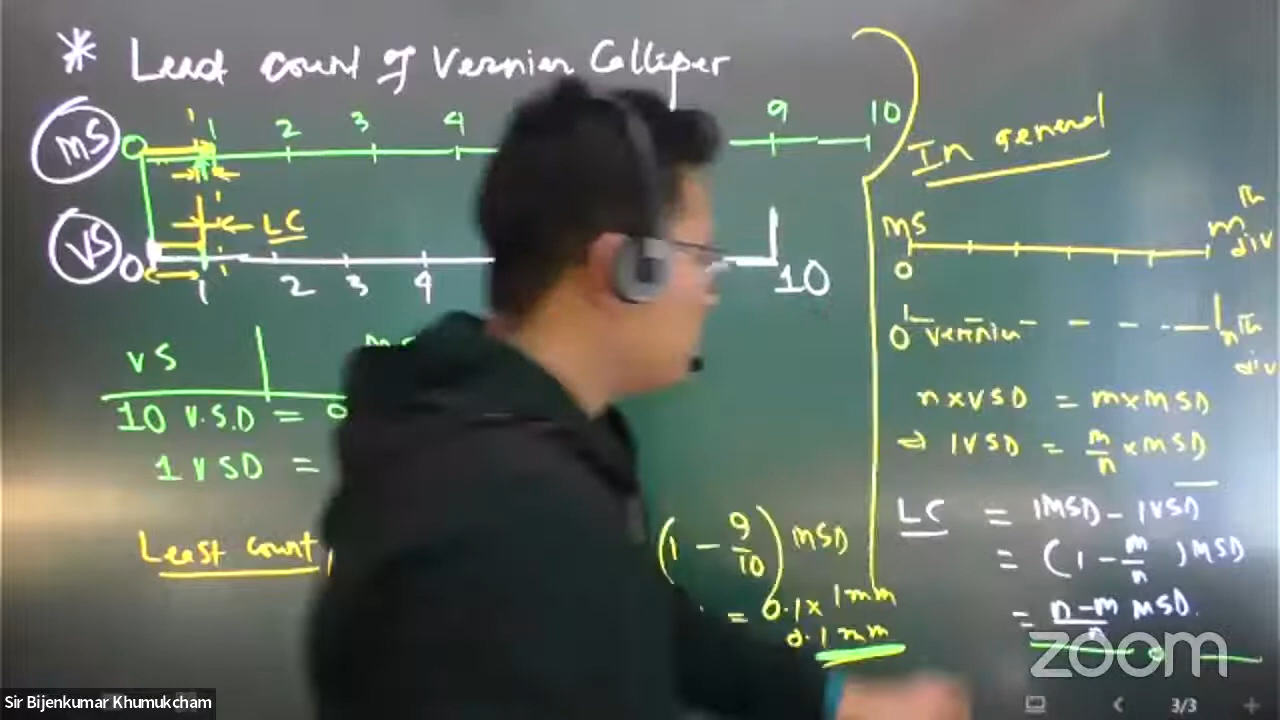 * Least count of Vernier Calliper
MS 0 1 2 3 4 9 10
LC
VS 0 1 2 3 4 10
VS
10 V.S.D =
1 VSD =
Least count
(1 - 9/10) MSD
= 0.1 x 1mm
0.1 mm
In general
MS 0 mth div
0 vernier nth div
n x VSD = m x MSD
⇒ 1VSD = m/n x MSD
LC = 1MSD - 1VSD
= (1 - m/n) MSD
= n-m/n MSD.
zoom
Sir Bijenkumar Khumukcham
3/3